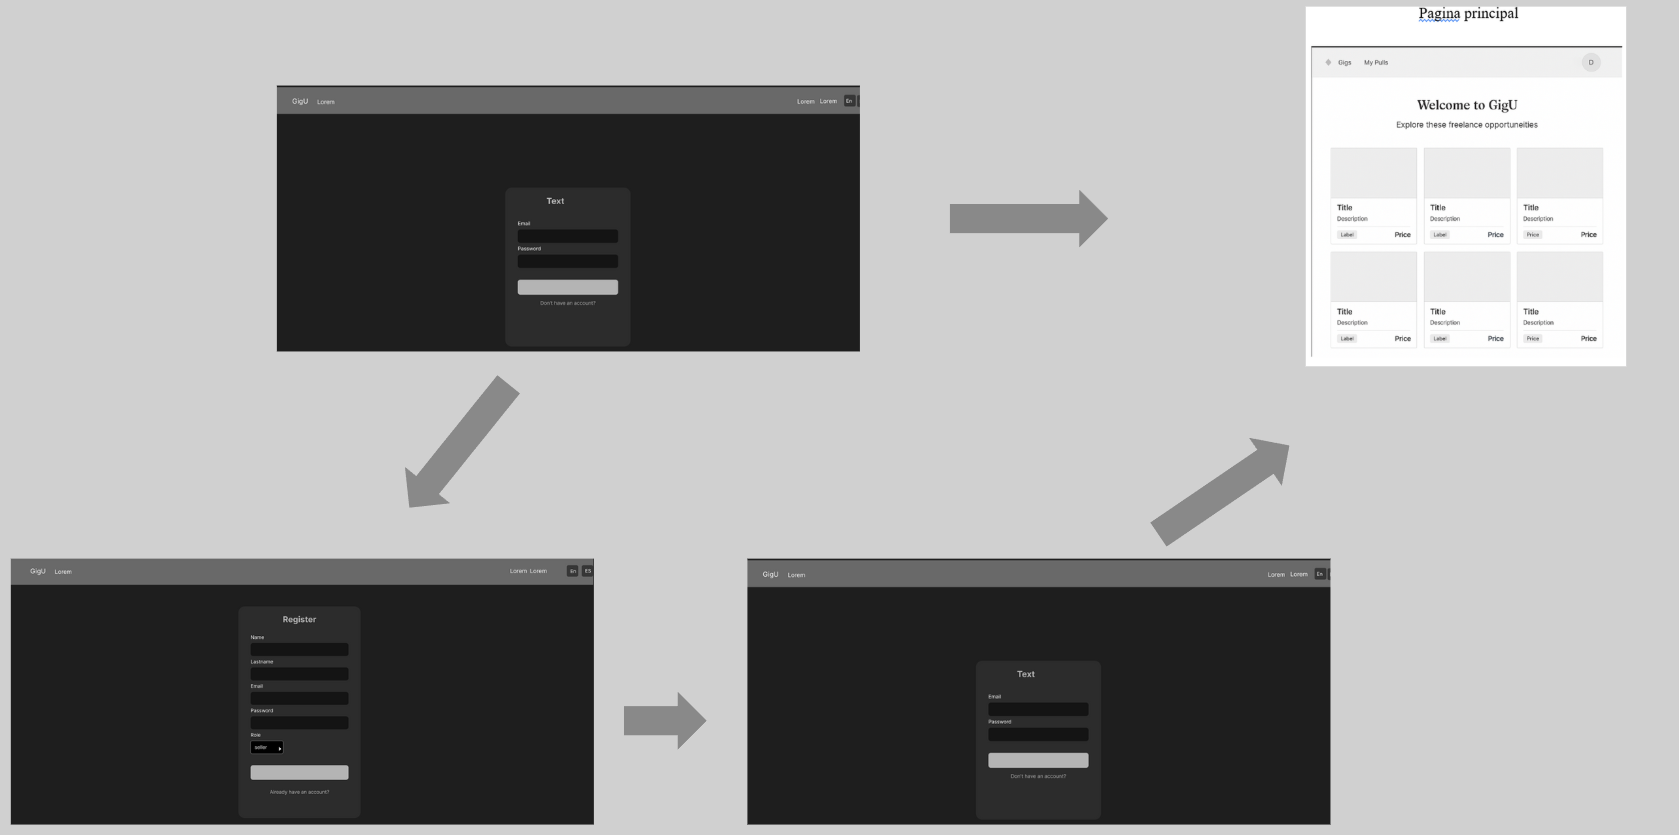 Pagina principal
Gigs My Pulls D
Welcome to GigU
Explore these freelance opportuneities
Title Title Title
Description Description Description
Label Price Label Price Price Price
Title Title Title
Description Description Description
Label Price Label Price Price Price
GigU Lorem Lorem Lorem En
Text
Email
Password
Don't have an account?
GigU Lorem Lorem Lorem En ES
Register
Name
Lastname
Email
Password
Role
seller
Already have an account?
GigU Lorem Lorem Lorem En
Text
Email
Password
Don't have an account?